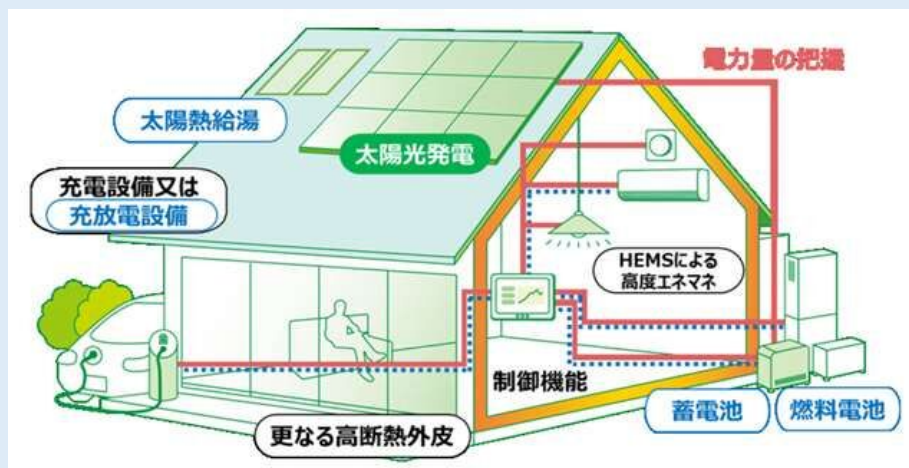 電力量の把握
太陽熱給湯
太陽光発電
充電設備又は
充放電設備
HEMSによる
高度エネマネ
制御機能
蓄電池
燃料電池
更なる高断熱外皮